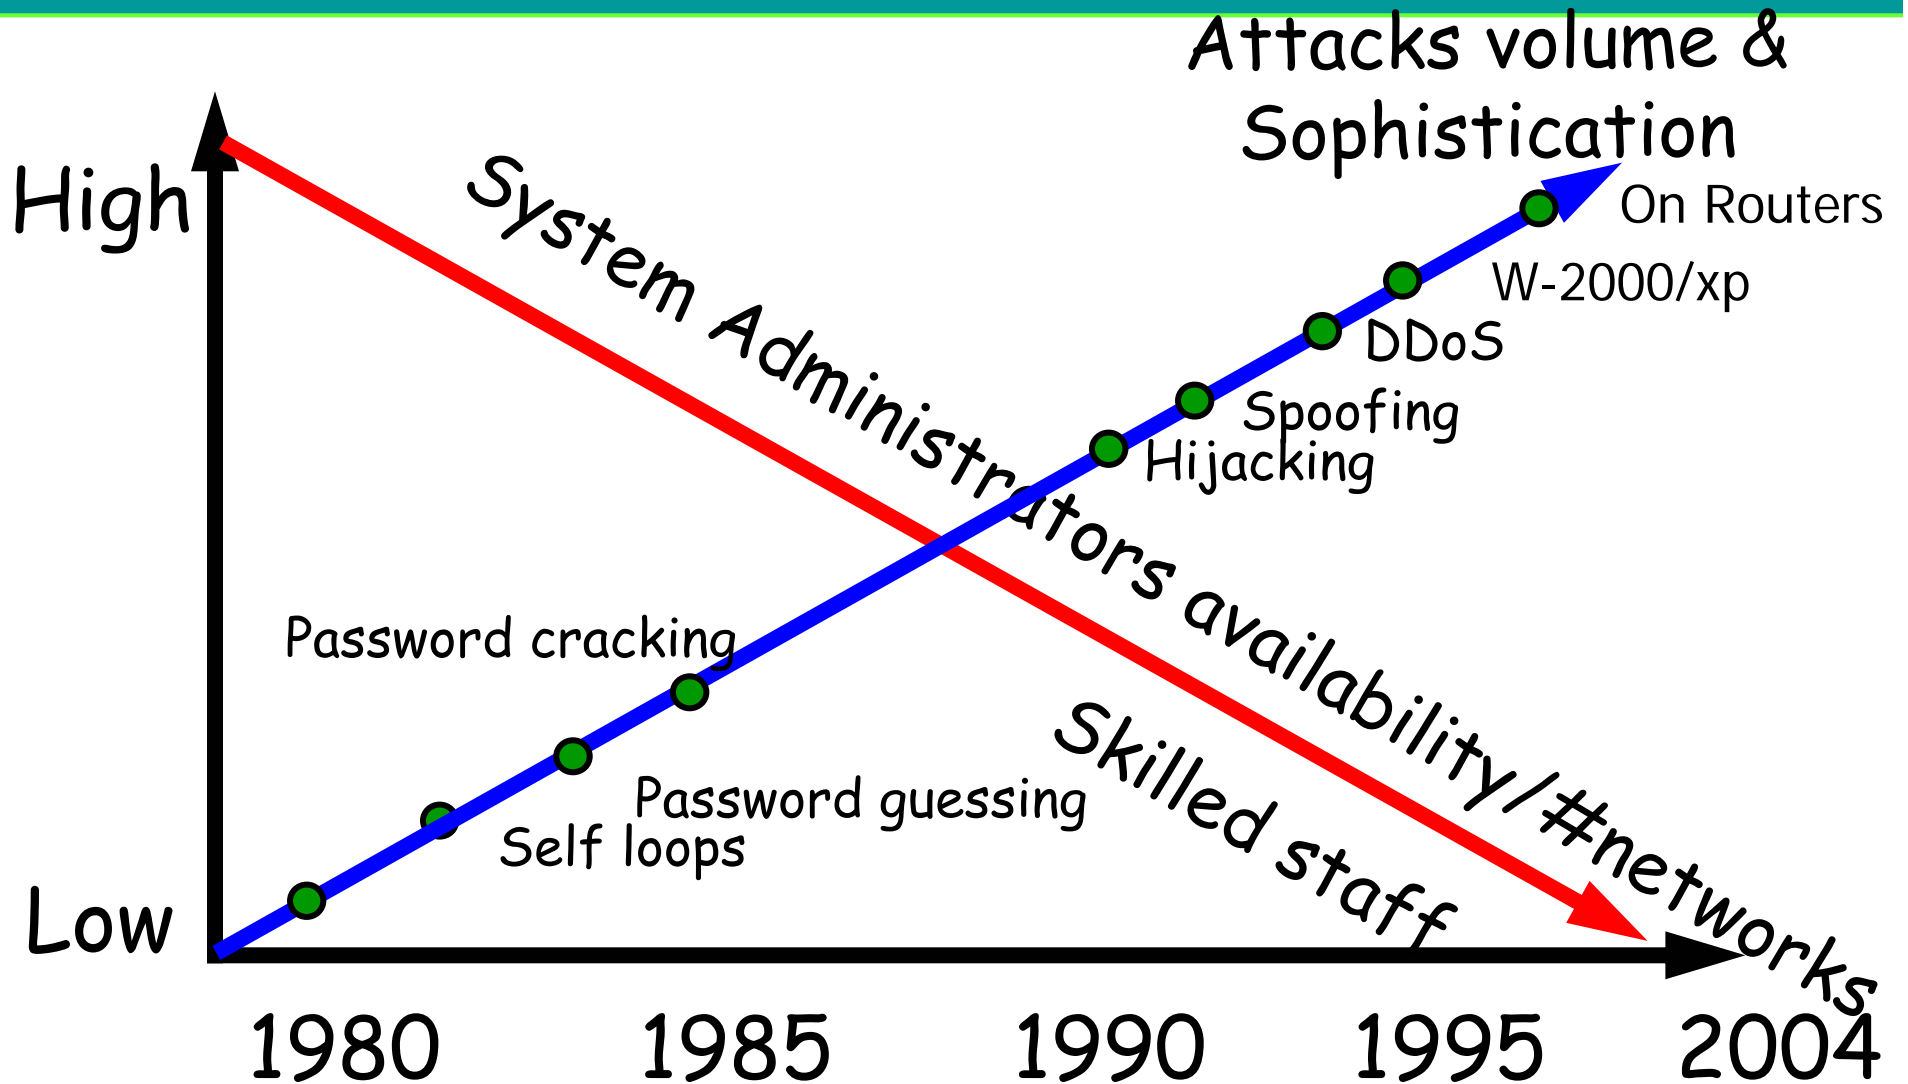 Attacks volume &
Sophistication
High
On Routers
System Administrators availability/#networks
W-2000/xp
DDoS
Spoofing
Hijacking
Password cracking
Skilled staff
Password guessing
Self loops
Low
1980 1985 1990 1995 2004